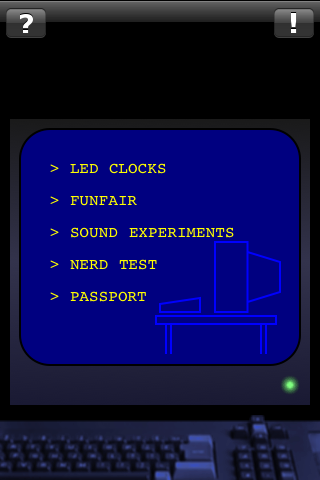 ?
!
> LED CLOCKS
> FUNFAIR
> SOUND EXPERIMENTS
> NERD TEST
> PASSPORT